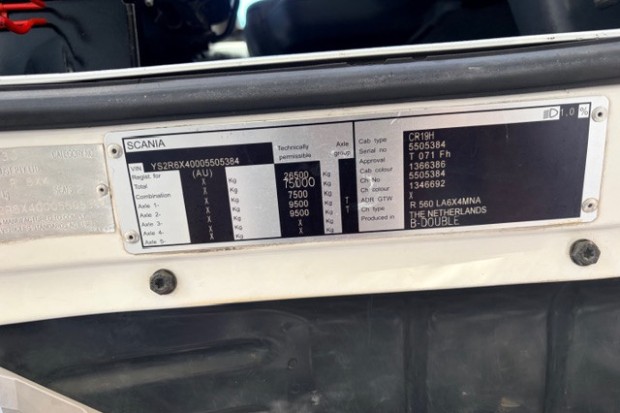 SCANIA
VIN YS2R6X40005505384
Regist. for (AU) Technically permissible Axle group
Total X Kg 26500 Kg
Combination X Kg 75000 Kg
Axle 1- X Kg 7500 Kg
Axle 2- X Kg 9500 Kg T
Axle 3- X Kg 9500 Kg T
Axle 4- X Kg X Kg
Axle 5- X Kg X Kg
1.0 %
Cab type CR19H
Serial no 5505384
Approval T 071 Fh
Cab colour 1366386
Ch No 5505384
Ch colour 1346692
ADR GTW X
Ch type R 560 LA6X4MNA
Produced in THE NETHERLANDS
B-DOUBLE